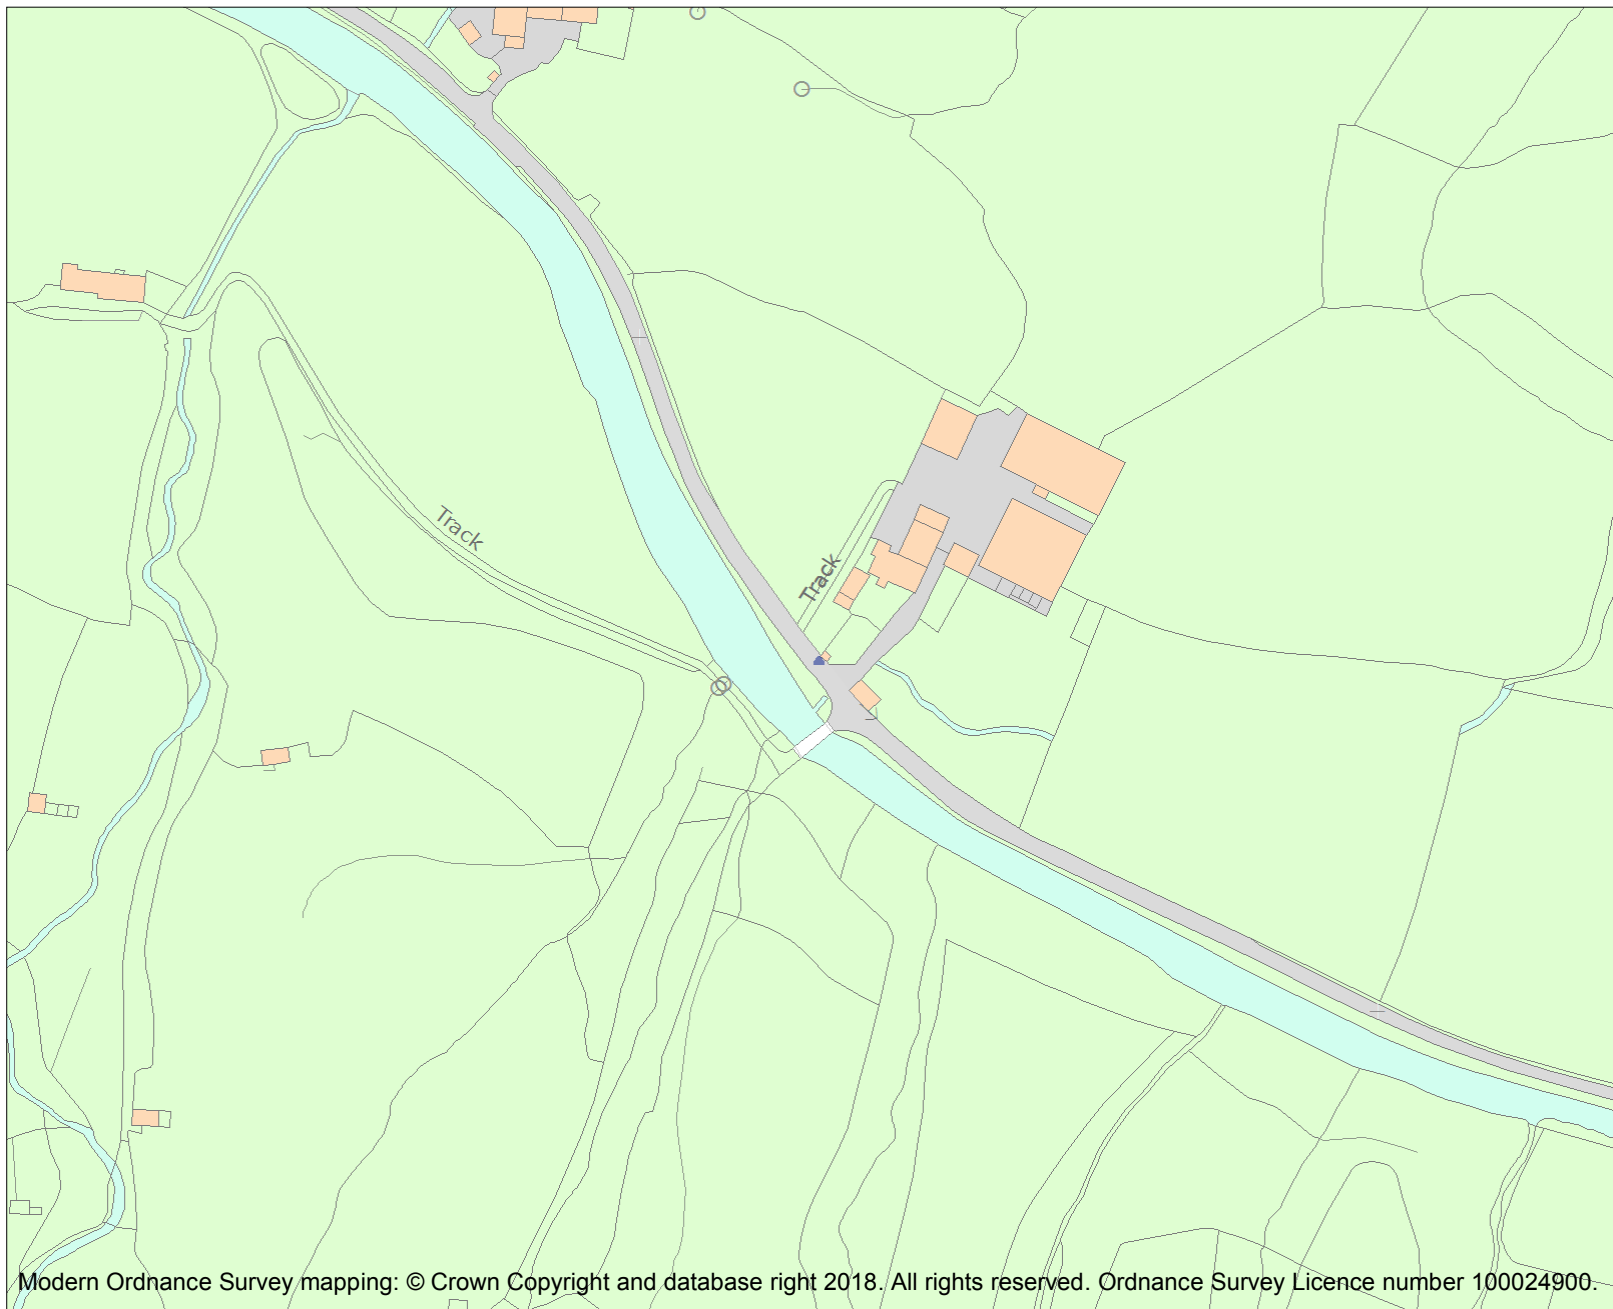 Track
Track
Modern Ordnance Survey mapping: © Crown Copyright and database right 2018. All rights reserved. Ordnance Survey Licence number 100024900.